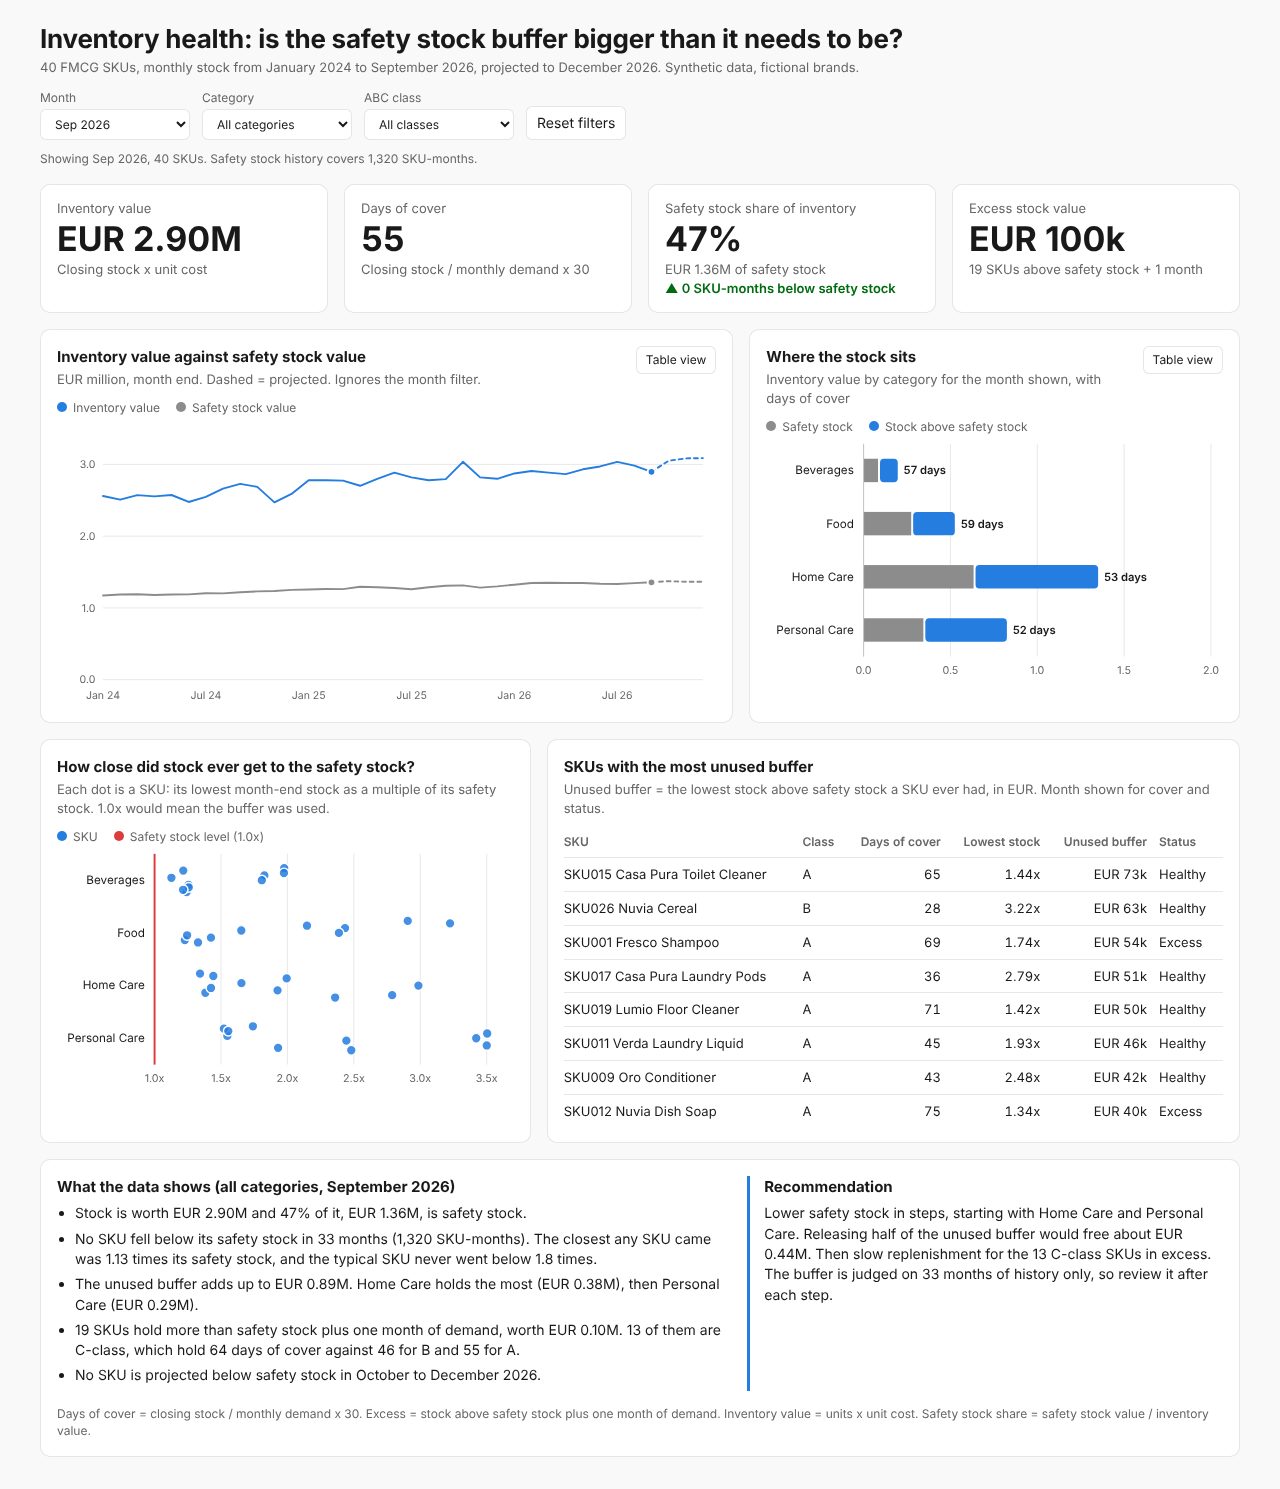 Inventory health: is the safety stock buffer bigger than it needs to be?
40 FMCG SKUs, monthly stock from January 2024 to September 2026, projected to December 2026. Synthetic data, fictional brands.
Month
Category
ABC class
Sep 2026
All categories
All classes
Reset filters
Showing Sep 2026, 40 SKUs. Safety stock history covers 1,320 SKU-months.
Inventory value
EUR 2.90M
Closing stock x unit cost
Days of cover
55
Closing stock / monthly demand x 30
Safety stock share of inventory
47%
EUR 1.36M of safety stock
▲ 0 SKU-months below safety stock
Excess stock value
EUR 100k
19 SKUs above safety stock + 1 month
Inventory value against safety stock value
Table view
EUR million, month end. Dashed = projected. Ignores the month filter.
Inventory value
Safety stock value
3.0
2.0
1.0
0.0
Jan 24
Jul 24
Jan 25
Jul 25
Jan 26
Jul 26
Where the stock sits
Table view
Inventory value by category for the month shown, with
days of cover
Safety stock
Stock above safety stock
Beverages
57 days
Food
59 days
Home Care
53 days
Personal Care
52 days
0.0
0.5
1.0
1.5
2.0
How close did stock ever get to the safety stock?
Each dot is a SKU: its lowest month-end stock as a multiple of its safety
stock. 1.0x would mean the buffer was used.
SKU
Safety stock level (1.0x)
Beverages
Food
Home Care
Personal Care
1.0x
1.5x
2.0x
2.5x
3.0x
3.5x
SKUs with the most unused buffer
Unused buffer = the lowest stock above safety stock a SKU ever had, in EUR. Month shown for cover and
status.
SKU Class Days of cover Lowest stock Unused buffer Status
SKU015 Casa Pura Toilet Cleaner A 65 1.44x EUR 73k Healthy
SKU026 Nuvia Cereal B 28 3.22x EUR 63k Healthy
SKU001 Fresco Shampoo A 69 1.74x EUR 54k Excess
SKU017 Casa Pura Laundry Pods A 36 2.79x EUR 51k Healthy
SKU019 Lumio Floor Cleaner A 71 1.42x EUR 50k Healthy
SKU011 Verda Laundry Liquid A 45 1.93x EUR 46k Healthy
SKU009 Oro Conditioner A 43 2.48x EUR 42k Healthy
SKU012 Nuvia Dish Soap A 75 1.34x EUR 40k Excess
What the data shows (all categories, September 2026)
• Stock is worth EUR 2.90M and 47% of it, EUR 1.36M, is safety stock.
• No SKU fell below its safety stock in 33 months (1,320 SKU-months). The closest any SKU came
was 1.13 times its safety stock, and the typical SKU never went below 1.8 times.
• The unused buffer adds up to EUR 0.89M. Home Care holds the most (EUR 0.38M), then Personal
Care (EUR 0.29M).
• 19 SKUs hold more than safety stock plus one month of demand, worth EUR 0.10M. 13 of them are
C-class, which hold 64 days of cover against 46 for B and 55 for A.
• No SKU is projected below safety stock in October to December 2026.
Recommendation
Lower safety stock in steps, starting with Home Care and Personal
Care. Releasing half of the unused buffer would free about EUR
0.44M. Then slow replenishment for the 13 C-class SKUs in excess.
The buffer is judged on 33 months of history only, so review it after
each step.
Days of cover = closing stock / monthly demand x 30. Excess = stock above safety stock plus one month of demand. Inventory value = units x unit cost. Safety stock share = safety stock value / inventory
value.